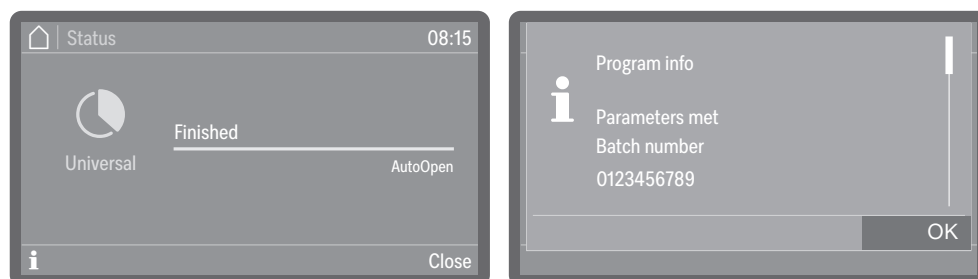 Status 08:15
Finished
Universal
AutoOpen
i Close
Program info
i
Parameters met
Batch number
0123456789
OK